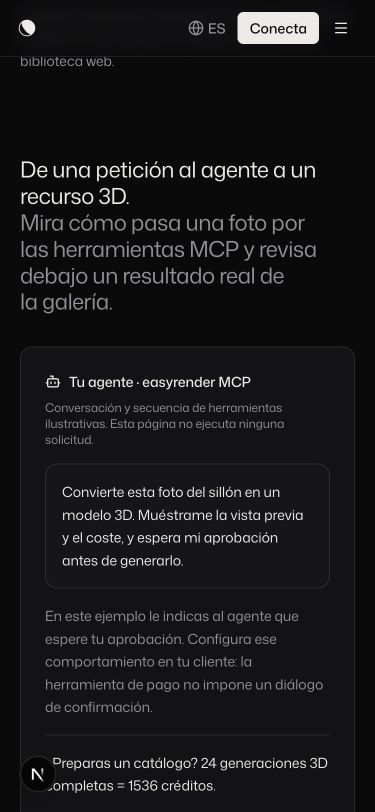 ES
Conecta
biblioteca web.
De una petición al agente a un
recurso 3D.
Mira cómo pasa una foto por
las herramientas MCP y revisa
debajo un resultado real de
la galería.
Tu agente · easyrender MCP
Conversación y secuencia de herramientas
ilustrativas. Esta página no ejecuta ninguna
solicitud.
Convierte esta foto del sillón en un
modelo 3D. Muéstrame la vista previa
y el coste, y espera mi aprobación
antes de generarlo.
En este ejemplo le indicas al agente que
espere tu aprobación. Configura ese
comportamiento en tu cliente: la
herramienta de pago no impone un diálogo
de confirmación.
Preparas un catálogo? 24 generaciones 3D
completas = 1536 créditos.
N